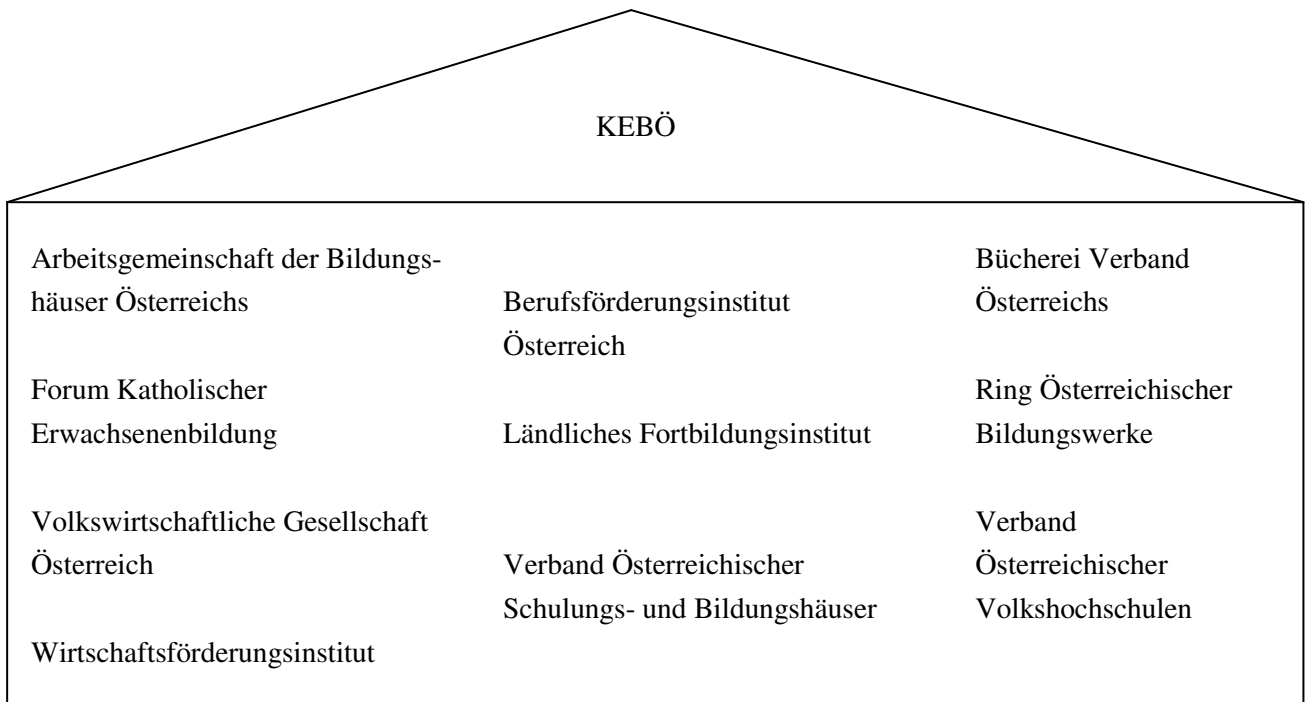 KEBÖ
Arbeitsgemeinschaft der Bildungs-
häuser Österreichs
Berufsförderungsinstitut
Österreich
Bücherei Verband
Österreichs
Forum Katholischer
Erwachsenenbildung
Ländliches Fortbildungsinstitut
Ring Österreichischer
Bildungswerke
Volkswirtschaftliche Gesellschaft
Österreich
Verband Österreichischer
Schulungs- und Bildungshäuser
Verband
Österreichischer
Volkshochschulen
Wirtschaftsförderungsinstitut